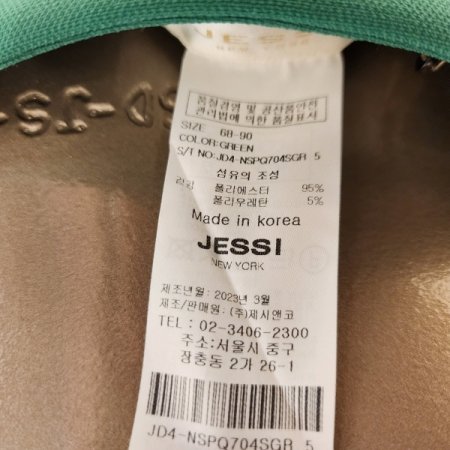 품질경영 및 공산품안전
관리법에 의한 품질표시
SIZE 68-90
COLOR:GREEN
S/T NO:JD4-NSPQ704SGR 5
섬유의 조성
폴리에스터 95%
폴리우레탄 5%
Made in korea
JESSI
NEW YORK
제조년월 : 2023년 3월
제조/판매원 : (주)제시앤코
TEL : 02-3406-2300
주소:서울시 중구
장충동 2가 26-1
JD4-NSPQ704SGR 5